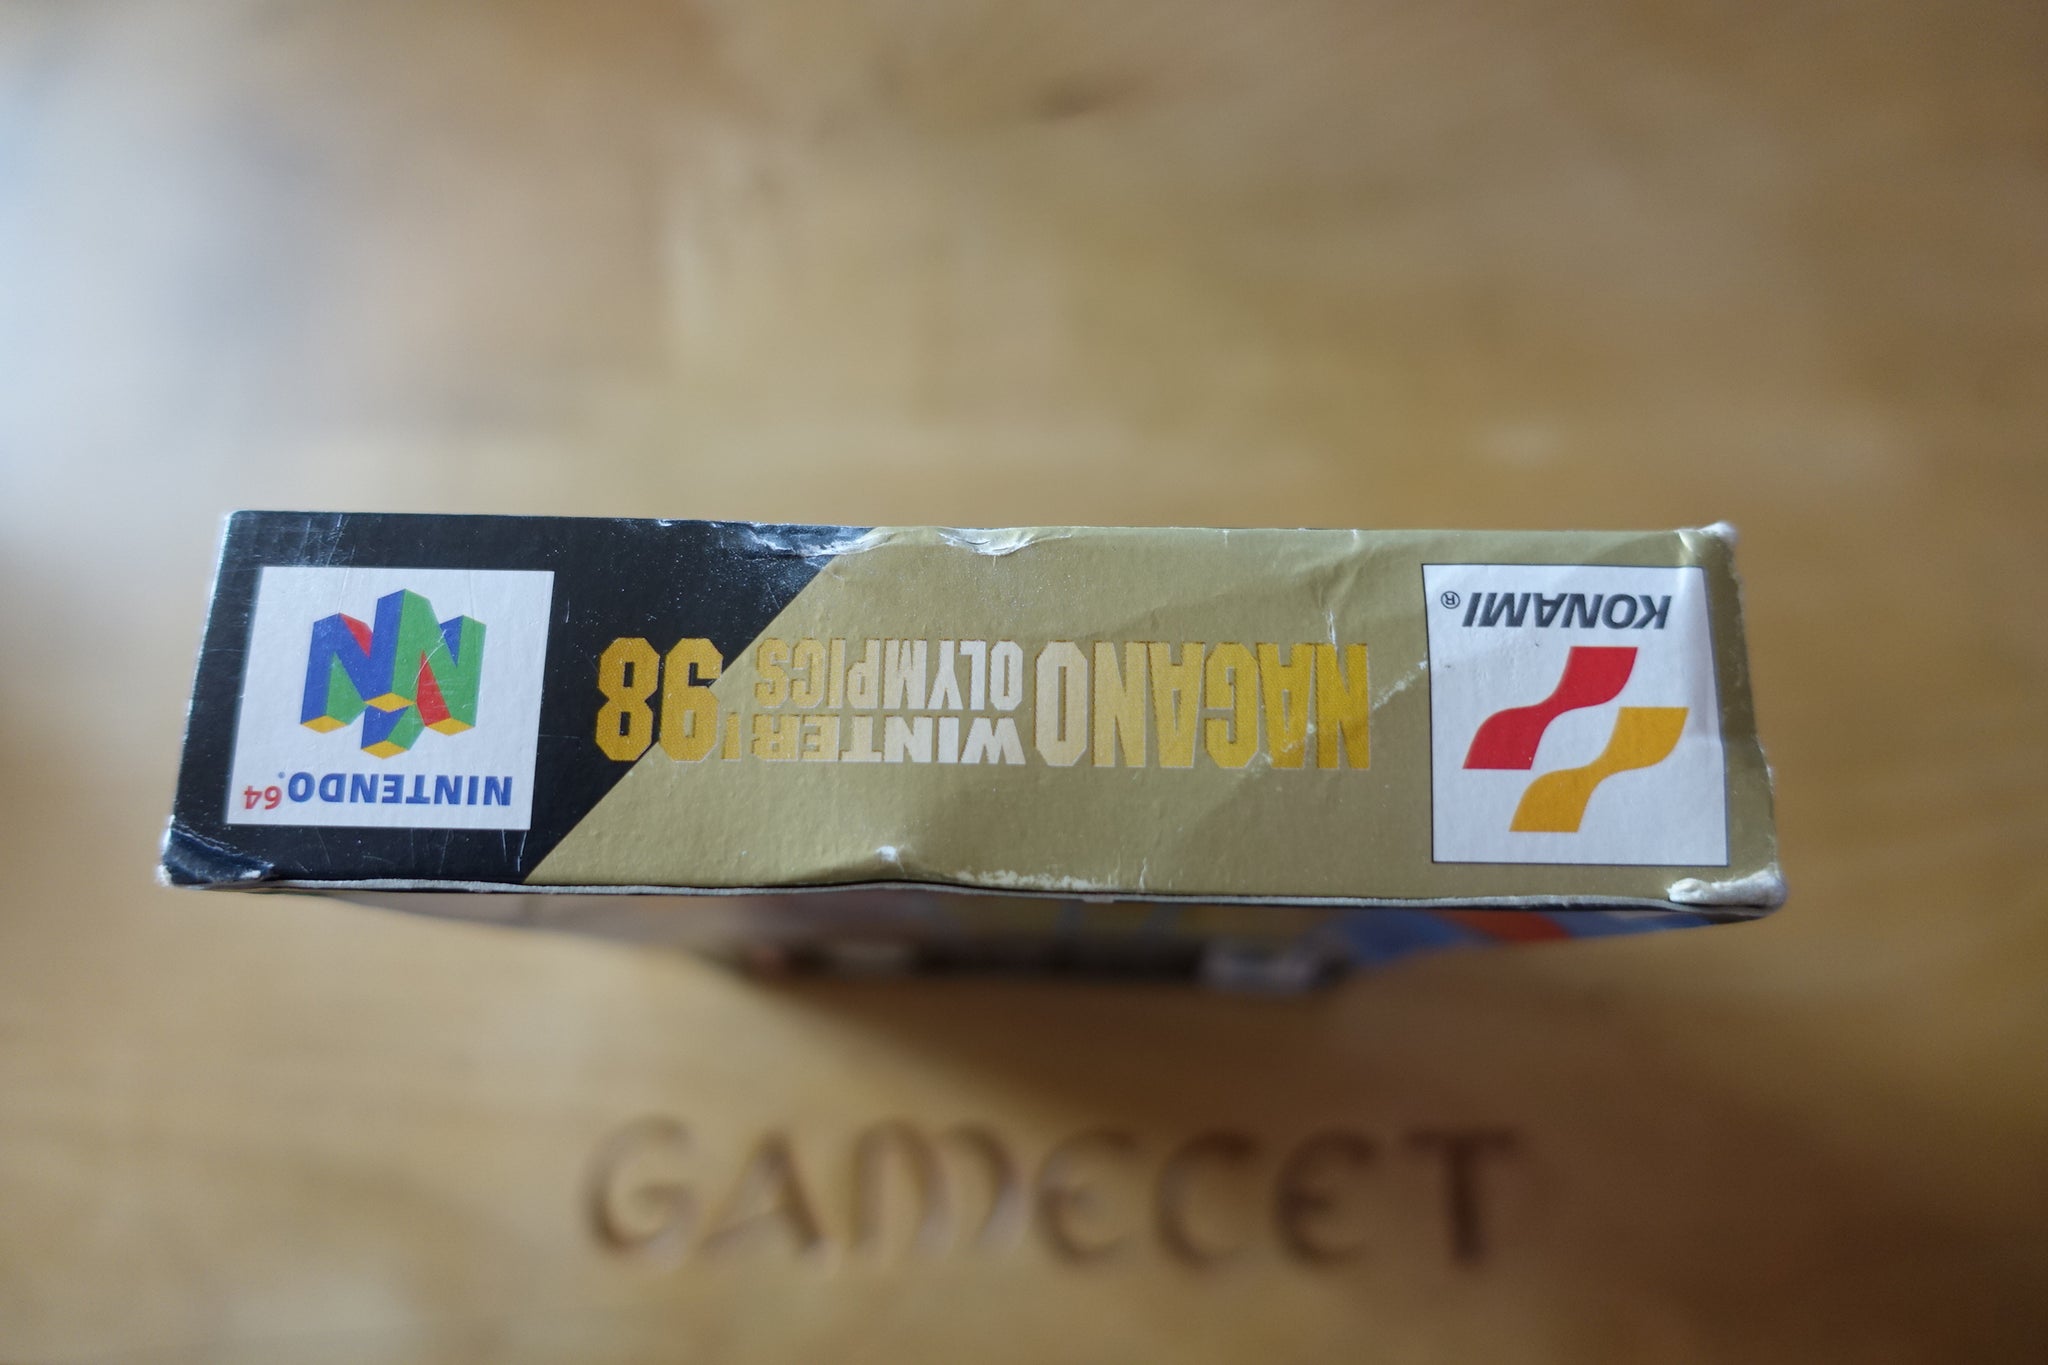 KONAMI®
NAGANO WINTER OLYMPICS '98
NINTENDO® 64
GAMECET